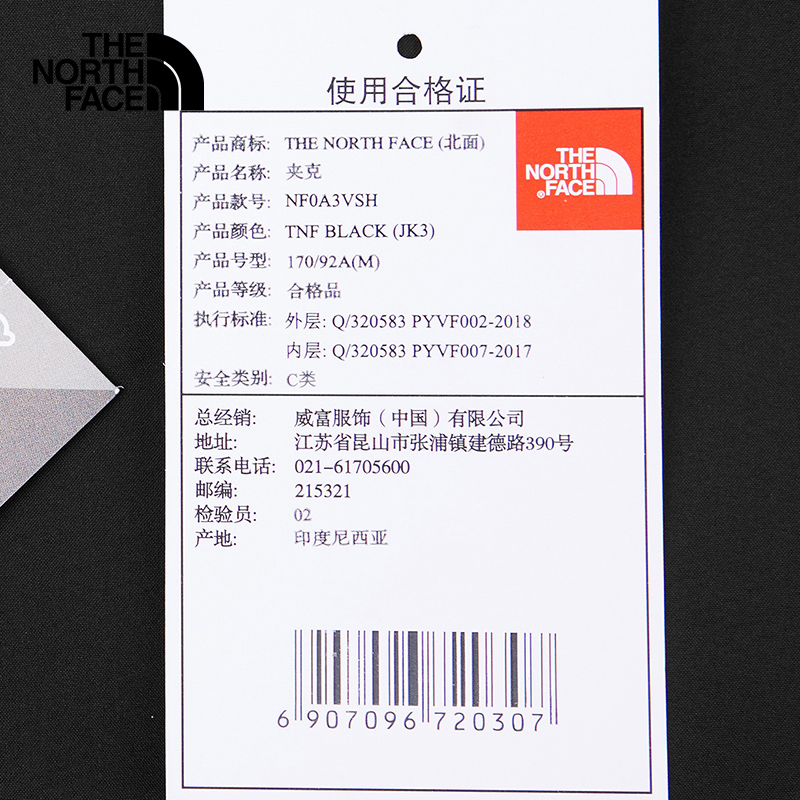 THE
NORTH
FACE
使用合格证
产品商标: THE NORTH FACE (北面)
产品名称: 夹克
产品款号: NF0A3VSH
产品颜色: TNF BLACK (JK3)
产品号型: 170/92A(M)
产品等级: 合格品
执行标准: 外层: Q/320583 PYVF002-2018
内层: Q/320583 PYVF007-2017
安全类别: C类
THE
NORTH
FACE
®
总经销: 威富服饰（中国）有限公司
地址: 江苏省昆山市张浦镇建德路390号
联系电话: 021-61705600
邮编: 215321
检验员: 02
产地: 印度尼西亚
6 907096 720307